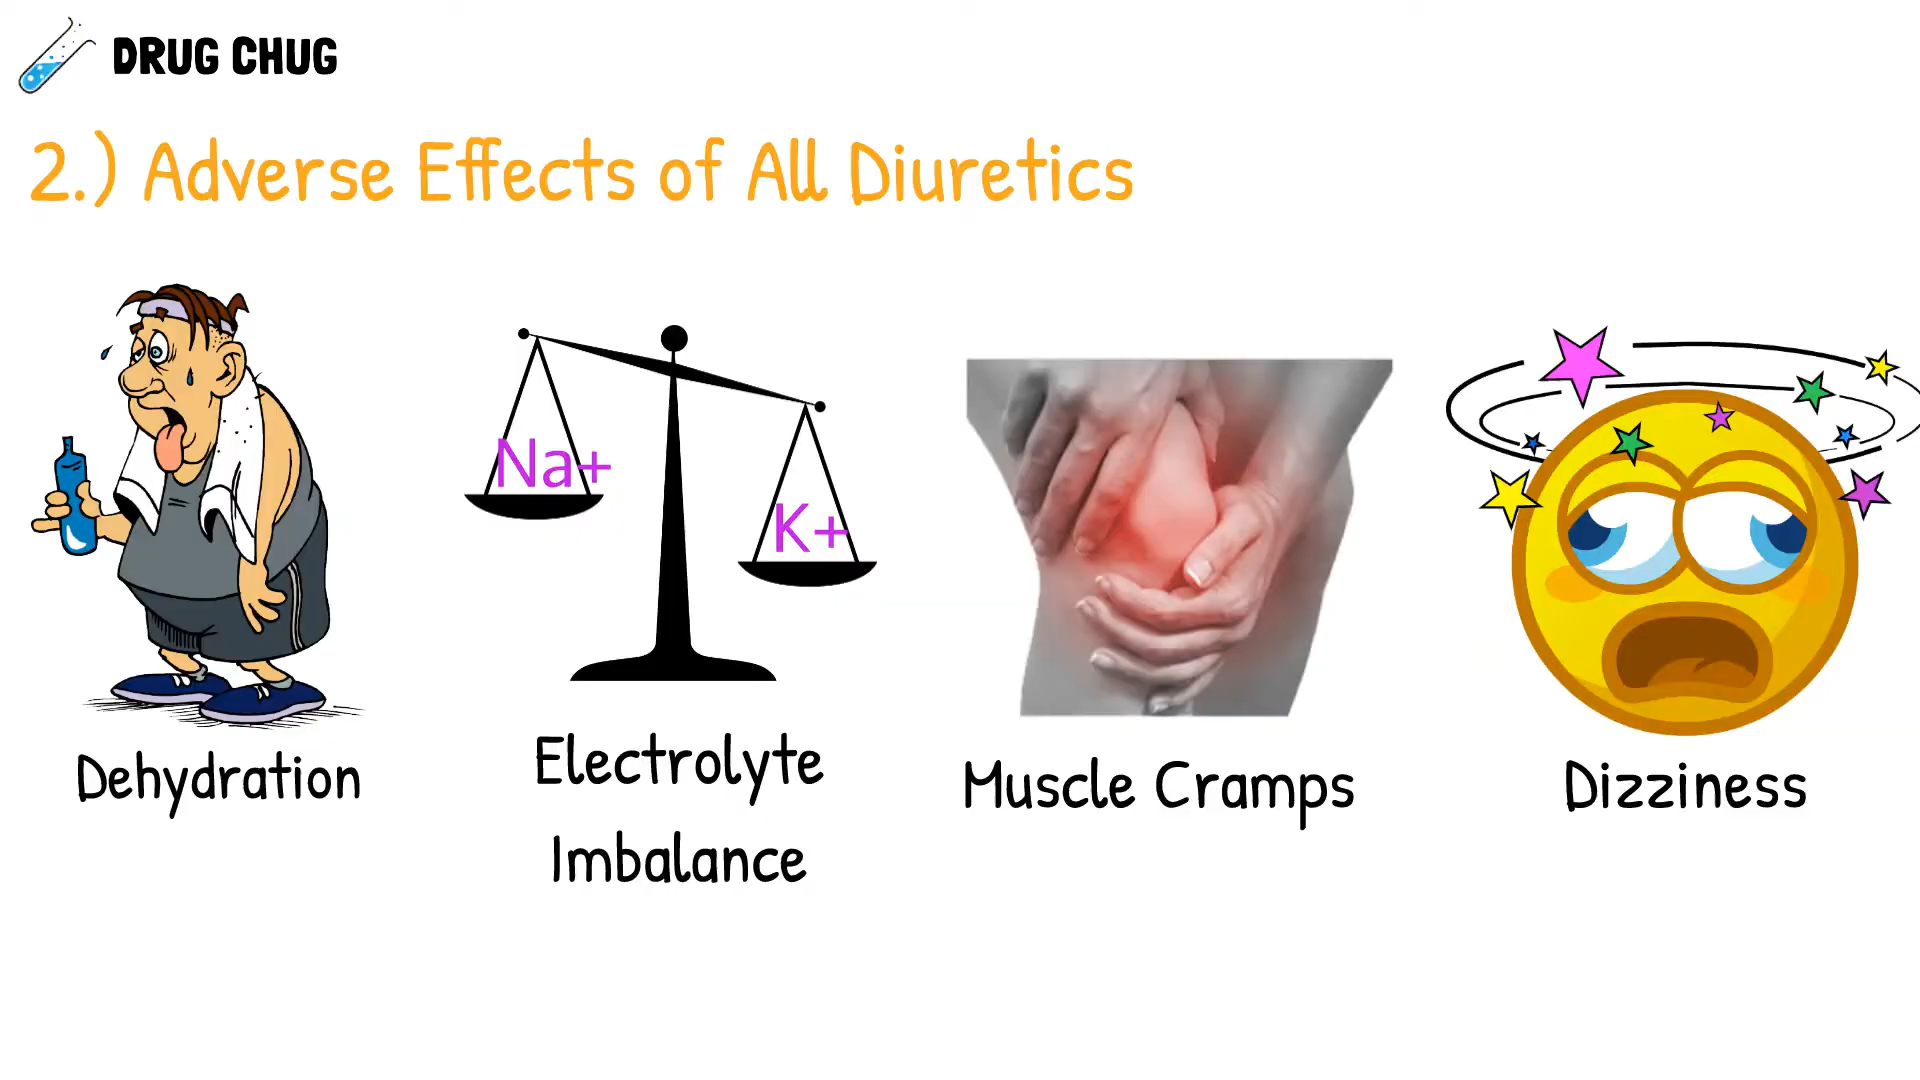 DRUG CHUG
2.) Adverse Effects of All Diuretics
Na+
K+
Dehydration
Electrolyte
Imbalance
Muscle Cramps
Dizziness